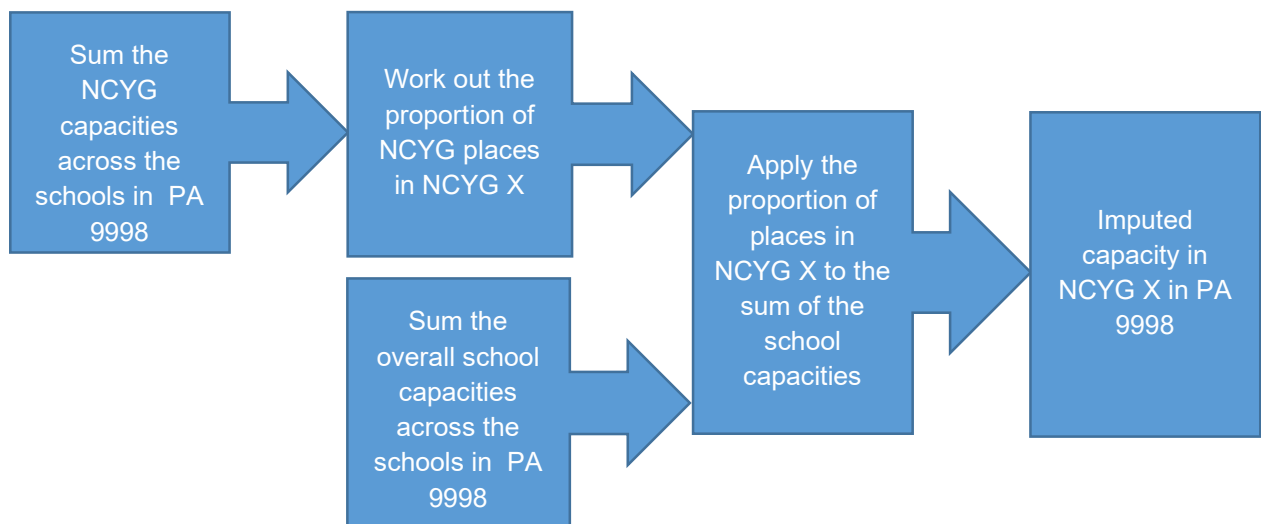 Sum the
NCYG
capacities
across the
schools in  PA
9998
Work out the
proportion of
NCYG places
in NCYG X
Sum the
overall school
capacities
across the
schools in  PA
9998
Apply the
proportion of
places in
NCYG X to the
sum of the
school
capacities
Imputed
capacity in
NCYG X in PA
9998